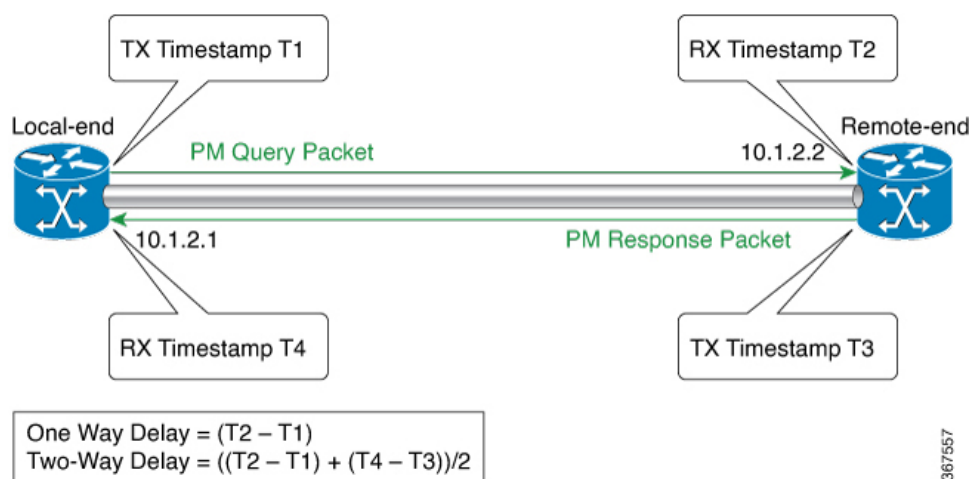 TX Timestamp T1
RX Timestamp T2
Local-end
Remote-end
PM Query Packet
10.1.2.2
10.1.2.1
PM Response Packet
RX Timestamp T4
TX Timestamp T3
One Way Delay = (T2 – T1)
Two-Way Delay = ((T2 – T1) + (T4 – T3))/2
367557